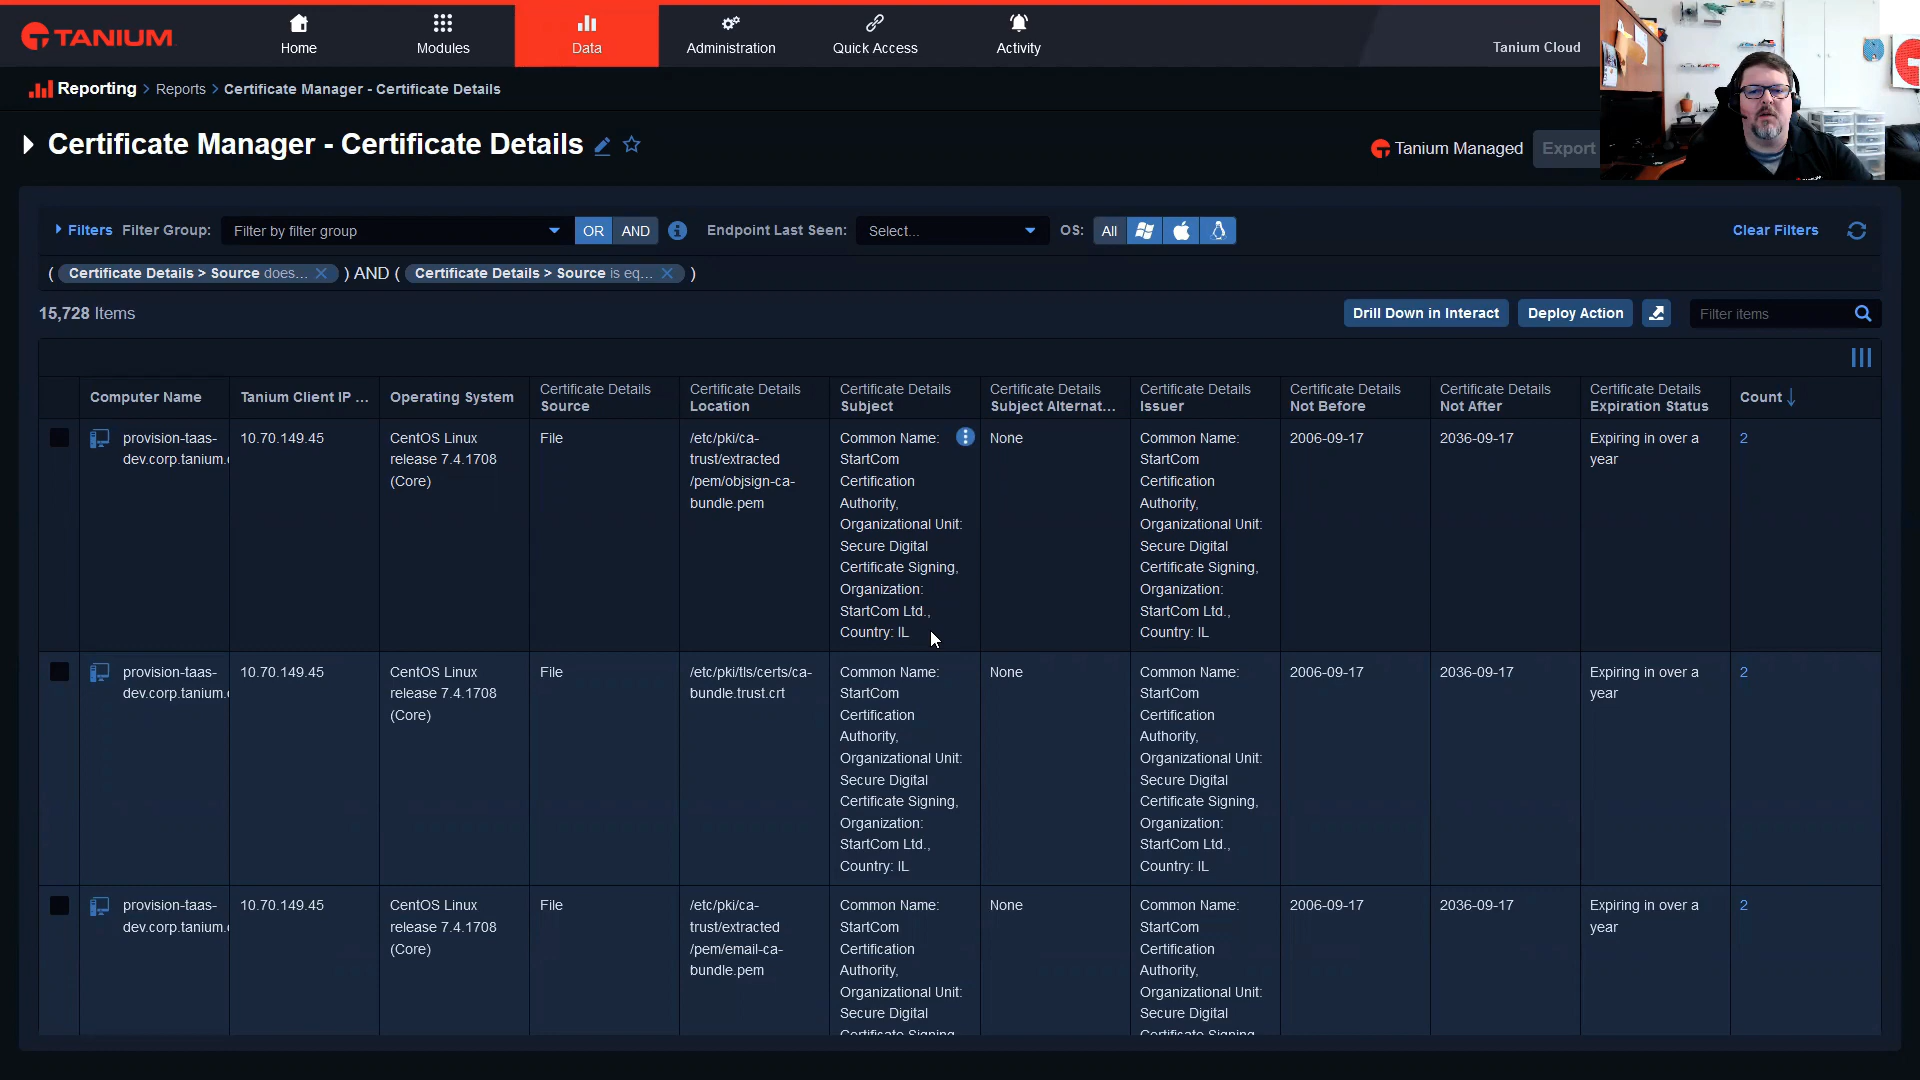 TANIUM
Home
Modules
Data
Administration
Quick Access
Activity
Tanium Cloud
Reporting > Reports > Certificate Manager - Certificate Details
Certificate Manager - Certificate Details
Tanium Managed
Export
Filters
Filter Group:
Filter by filter group
OR
AND
Endpoint Last Seen:
Select...
OS:
All
Clear Filters
( Certificate Details > Source does... ) AND ( Certificate Details > Source is eq... )
15,728 Items
Drill Down in Interact
Deploy Action
Filter items
Computer Name
Tanium Client IP ...
Operating System
Certificate Details
Source
Certificate Details
Location
Certificate Details
Subject
Certificate Details
Subject Alternat...
Certificate Details
Issuer
Certificate Details
Not Before
Certificate Details
Not After
Certificate Details
Expiration Status
Count
provision-taas-
dev.corp.tanium.
10.70.149.45
CentOS Linux
release 7.4.1708
(Core)
File
/etc/pki/ca-
trust/extracted
/pem/objsign-ca-
bundle.pem
Common Name:
StartCom
Certification
Authority,
Organizational Unit:
Secure Digital
Certificate Signing,
Organization:
StartCom Ltd.,
Country: IL
None
Common Name:
StartCom
Certification
Authority,
Organizational Unit:
Secure Digital
Certificate Signing,
Organization:
StartCom Ltd.,
Country: IL
2006-09-17
2036-09-17
Expiring in over a
year
2
provision-taas-
dev.corp.tanium.
10.70.149.45
CentOS Linux
release 7.4.1708
(Core)
File
/etc/pki/tls/certs/ca-
bundle.trust.crt
Common Name:
StartCom
Certification
Authority,
Organizational Unit:
Secure Digital
Certificate Signing,
Organization:
StartCom Ltd.,
Country: IL
None
Common Name:
StartCom
Certification
Authority,
Organizational Unit:
Secure Digital
Certificate Signing,
Organization:
StartCom Ltd.,
Country: IL
2006-09-17
2036-09-17
Expiring in over a
year
2
provision-taas-
dev.corp.tanium.
10.70.149.45
CentOS Linux
release 7.4.1708
(Core)
File
/etc/pki/ca-
trust/extracted
/pem/email-ca-
bundle.pem
Common Name:
StartCom
Certification
Authority,
Organizational Unit:
Secure Digital
Certificate Signing,
None
Common Name:
StartCom
Certification
Authority,
Organizational Unit:
Secure Digital
Certificate Signing,
2006-09-17
2036-09-17
Expiring in over a
year
2